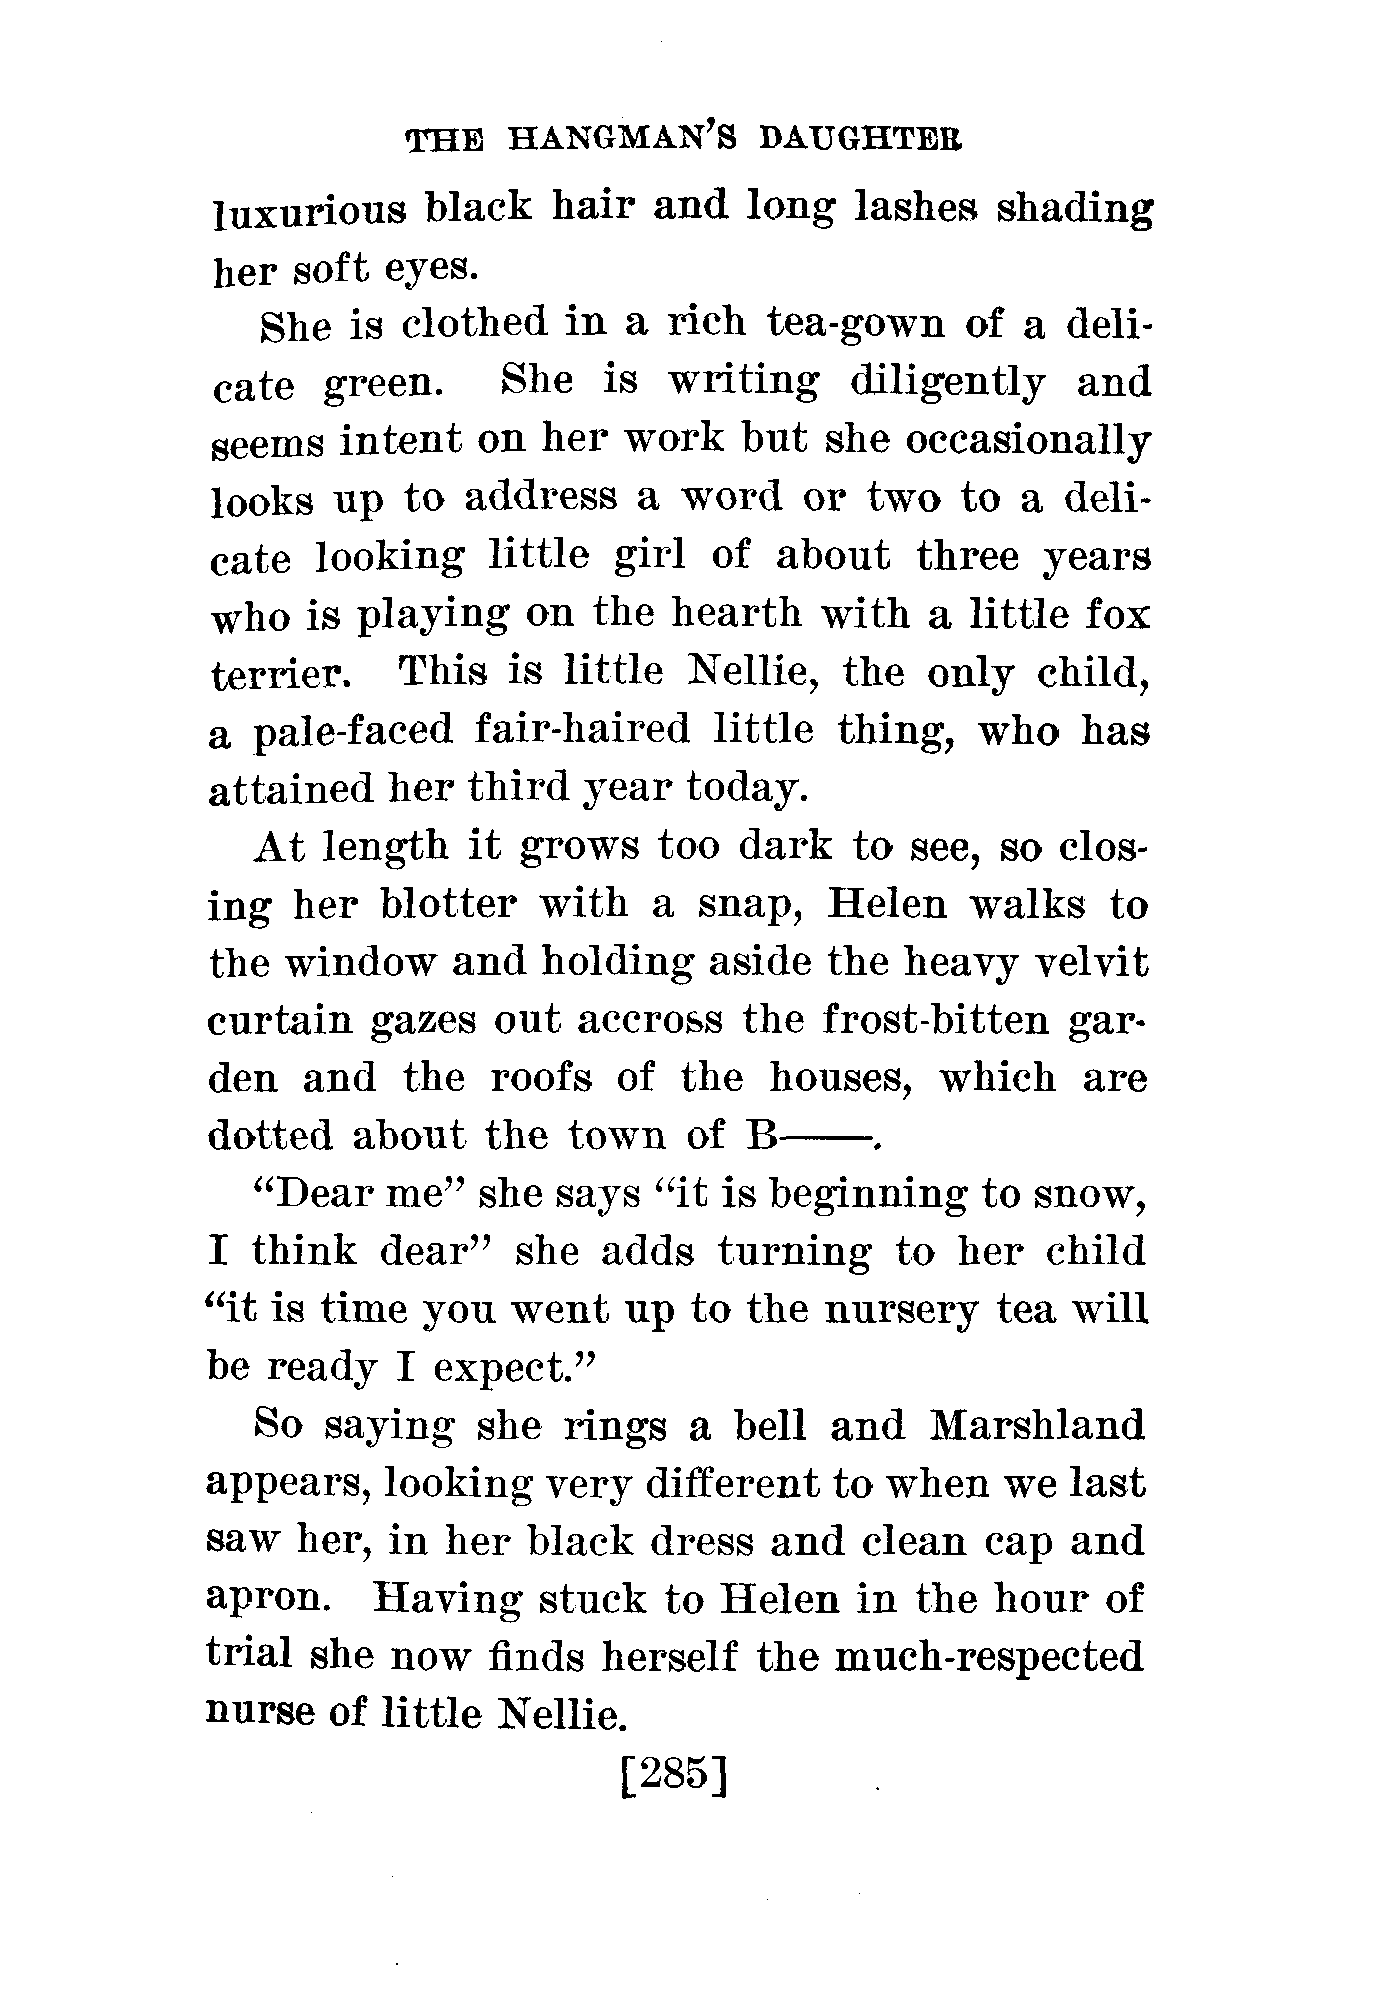 THE HANGMAN'S DAUGHTER
luxurious black hair and long lashes shading
her soft eyes.
She is clothed in a rich tea-gown of a deli-
cate green. She is writing diligently and
seems intent on her work but she occasionally
looks up to address a word or two to a deli-
cate looking little girl of about three years
who is playing on the hearth with a little fox
terrier. This is little Nellie, the only child,
a pale-faced fair-haired little thing, who has
attained her third year today.
At length it grows too dark to see, so clos-
ing her blotter with a snap, Helen walks to
the window and holding aside the heavy velvit
curtain gazes out accross the frost-bitten gar-
den and the roofs of the houses, which are
dotted about the town of B——.
“Dear me” she says “it is beginning to snow,
I think dear” she adds turning to her child
“it is time you went up to the nursery tea will
be ready I expect.”
So saying she rings a bell and Marshland
appears, looking very different to when we last
saw her, in her black dress and clean cap and
apron. Having stuck to Helen in the hour of
trial she now finds herself the much-respected
nurse of little Nellie.
[285]